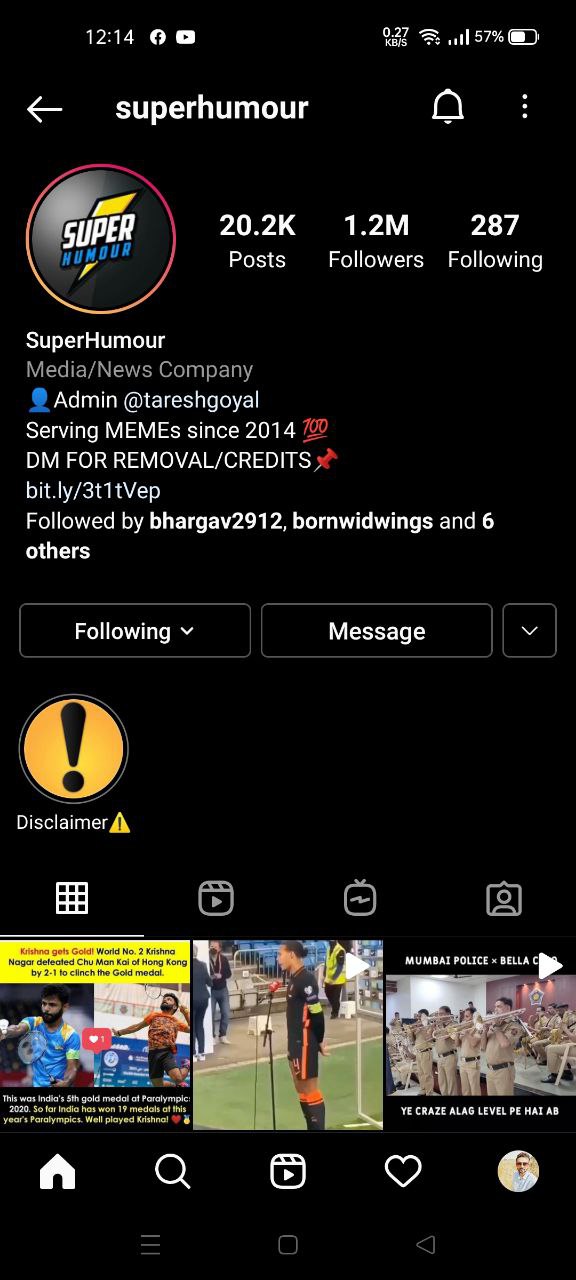 12:14
0.27
KB/S
57%
superhumour
SUPER
HUMOUR
20.2K
Posts
1.2M
Followers
287
Following
SuperHumour
Media/News Company
👤Admin @tareshgoyal
Serving MEMEs since 2014 💯
DM FOR REMOVAL/CREDITS📌
bit.ly/3t1tVep
Followed by bhargav2912, bornwidwings and 6
others
Following
Message
Disclaimer⚠️
Krishna gets Gold! World No. 2 Krishna
Nagar defeated Chu Man Kai of Hong Kong
by 2-1 to clinch the Gold medal.
1
This was India's 5th gold medal at Paralympic
2020. So far India has won 19 medals at this
year's Paralympics. Well played Krishna! ❤️🏅
MUMBAI POLICE × BELLA
YE CRAZE ALAG LEVEL PE HAI AB